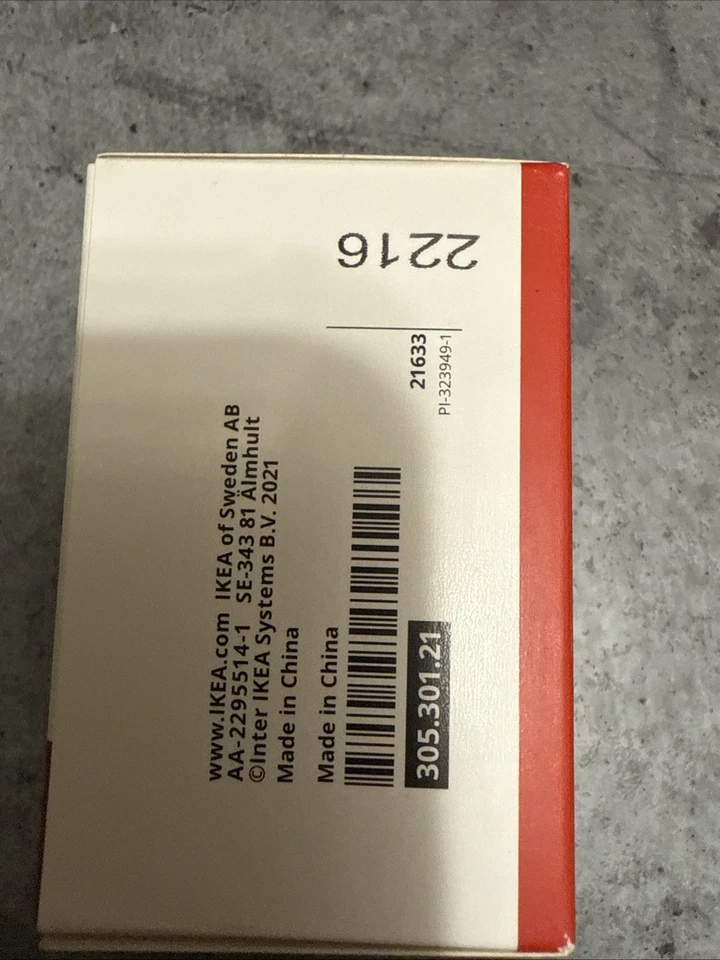 www.IKEA.com IKEA of Sweden AB
AA-2295514-1 SE-343 81 Älmhult
©Inter IKEA Systems B.V. 2021
Made in China
Made in China
305.301.21
21633
PI-323949-1
2216